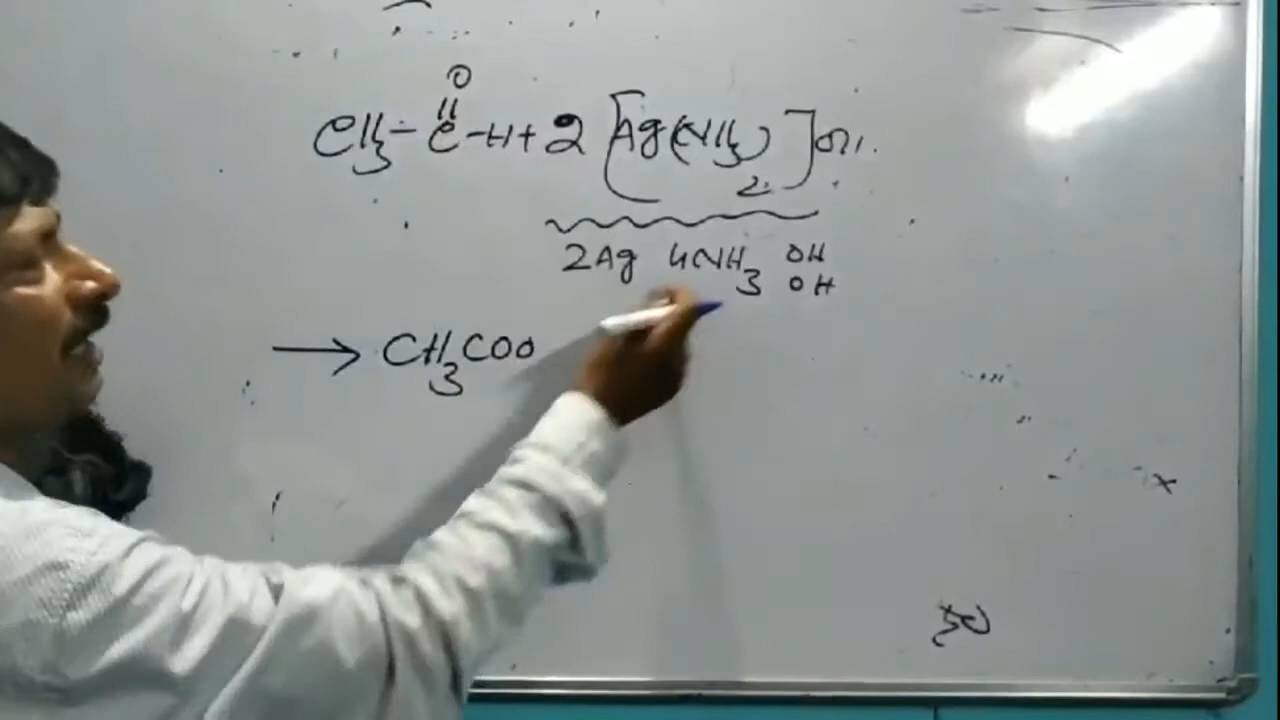 O
||
CH3-C-H+2 [Ag(NH3)2]OH.
2Ag 4NH3 OH
OH
→ CH3COO